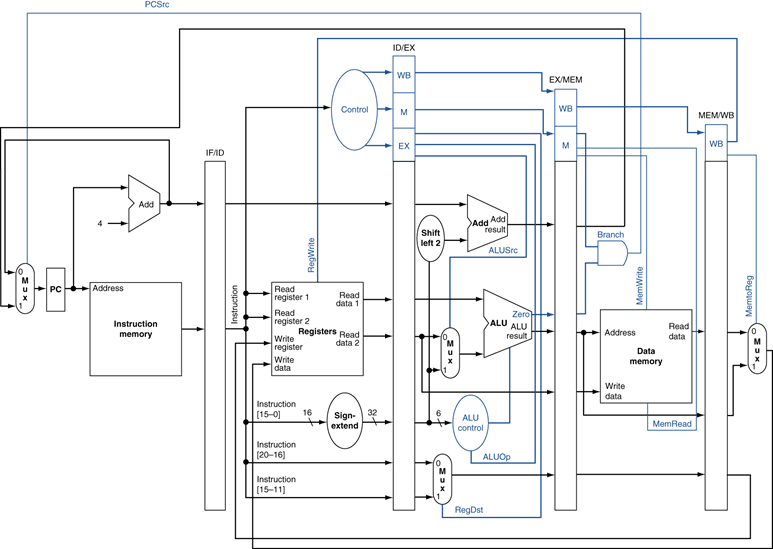 PCSrc
ID/EX
EX/MEM
MEM/WB
IF/ID
Control
WB
M
EX
WB
M
WB
Add
4
RegWrite
Shift
left 2
Add
Add
result
ALUSrc
Branch
MemWrite
MemtoReg
0
M
u
x
1
PC
Address
Instruction
memory
Instruction
Read
register 1
Read
register 2
Write
register
Write
data
Registers
Read
data 1
Read
data 2
0
M
u
x
1
Zero
ALU
ALU
result
Address
Write
data
Data
memory
Read
data
1
M
u
x
0
MemRead
Instruction
[15–0]
16
Sign-
extend
32
6
ALU
control
ALUOp
Instruction
[20–16]
Instruction
[15–11]
0
M
u
x
1
RegDst